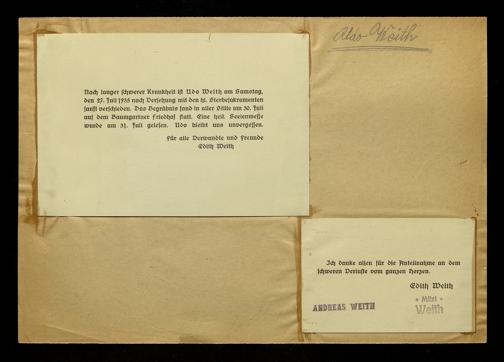 Udo Weith
Nach langer schwerer Krankheit ist Udo Weith am Samstag,
den 27. Juli 1935 nach Versehung mit den hl. Sterbesakramenten
sanft verschieden. Das Begräbnis fand in aller Stille am 30. Juli
auf dem Baumgartner Friedhof statt. Eine heil. Seelenmesse
wurde am 31. Juli gelesen. Udo bleibt uns unvergessen.
Für alle Verwandte und Freunde
Edith Weith
Ich danke allen für die Anteilnahme an dem
schweren Verluste vom ganzen Herzen.
Edith Weith
ANDREAS WEITH
* Mitzi *
Weith